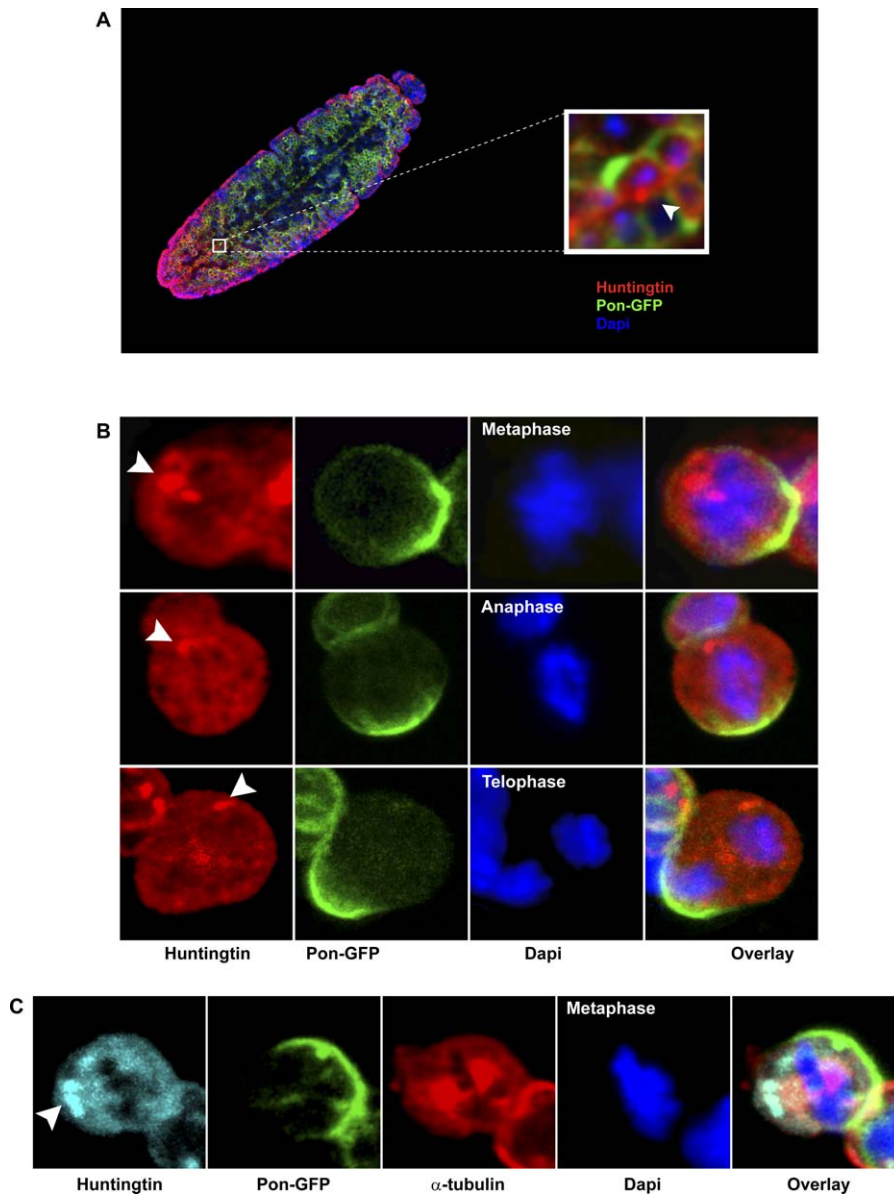 A
Huntingtin
Pon-GFP
Dapi
B
Metaphase
Anaphase
Telophase
Huntingtin Pon-GFP Dapi Overlay
C
Metaphase
Huntingtin Pon-GFP α-tubulin Dapi Overlay